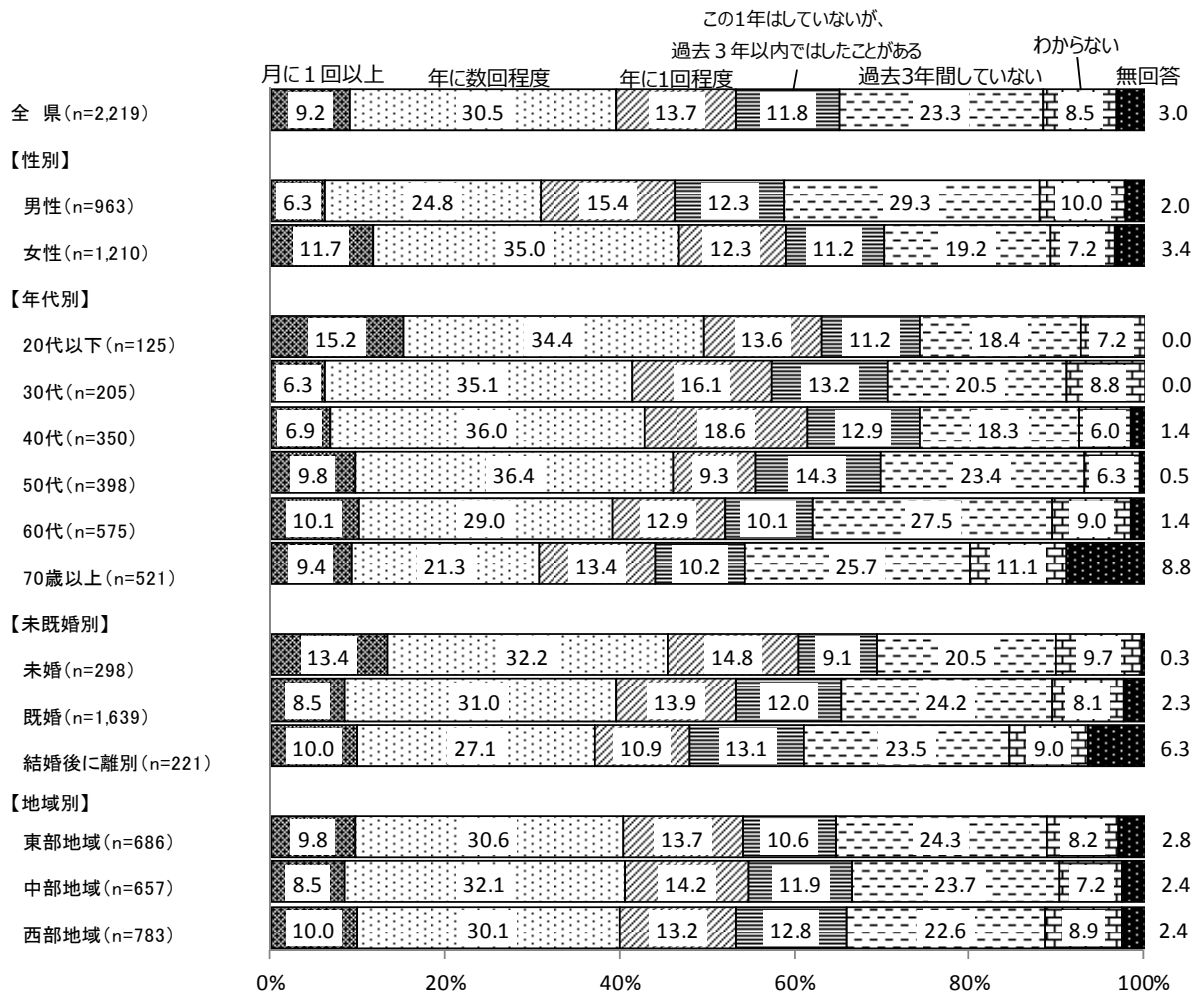 この1年はしていないが、
過去３年以内ではしたことがある
わからない
月に１回以上 年に数回程度 年に1回程度 過去3年間していない 無回答
全 県(n=2,219) 9.2 30.5 13.7 11.8 23.3 8.5 3.0
【性別】
男性(n=963) 6.3 24.8 15.4 12.3 29.3 10.0 2.0
女性(n=1,210) 11.7 35.0 12.3 11.2 19.2 7.2 3.4
【年代別】
20代以下(n=125) 15.2 34.4 13.6 11.2 18.4 7.2 0.0
30代(n=205) 6.3 35.1 16.1 13.2 20.5 8.8 0.0
40代(n=350) 6.9 36.0 18.6 12.9 18.3 6.0 1.4
50代(n=398) 9.8 36.4 9.3 14.3 23.4 6.3 0.5
60代(n=575) 10.1 29.0 12.9 10.1 27.5 9.0 1.4
70歳以上(n=521) 9.4 21.3 13.4 10.2 25.7 11.1 8.8
【未既婚別】
未婚(n=298) 13.4 32.2 14.8 9.1 20.5 9.7 0.3
既婚(n=1,639) 8.5 31.0 13.9 12.0 24.2 8.1 2.3
結婚後に離別(n=221) 10.0 27.1 10.9 13.1 23.5 9.0 6.3
【地域別】
東部地域(n=686) 9.8 30.6 13.7 10.6 24.3 8.2 2.8
中部地域(n=657) 8.5 32.1 14.2 11.9 23.7 7.2 2.4
西部地域(n=783) 10.0 30.1 13.2 12.8 22.6 8.9 2.4
0% 20% 40% 60% 80% 100%